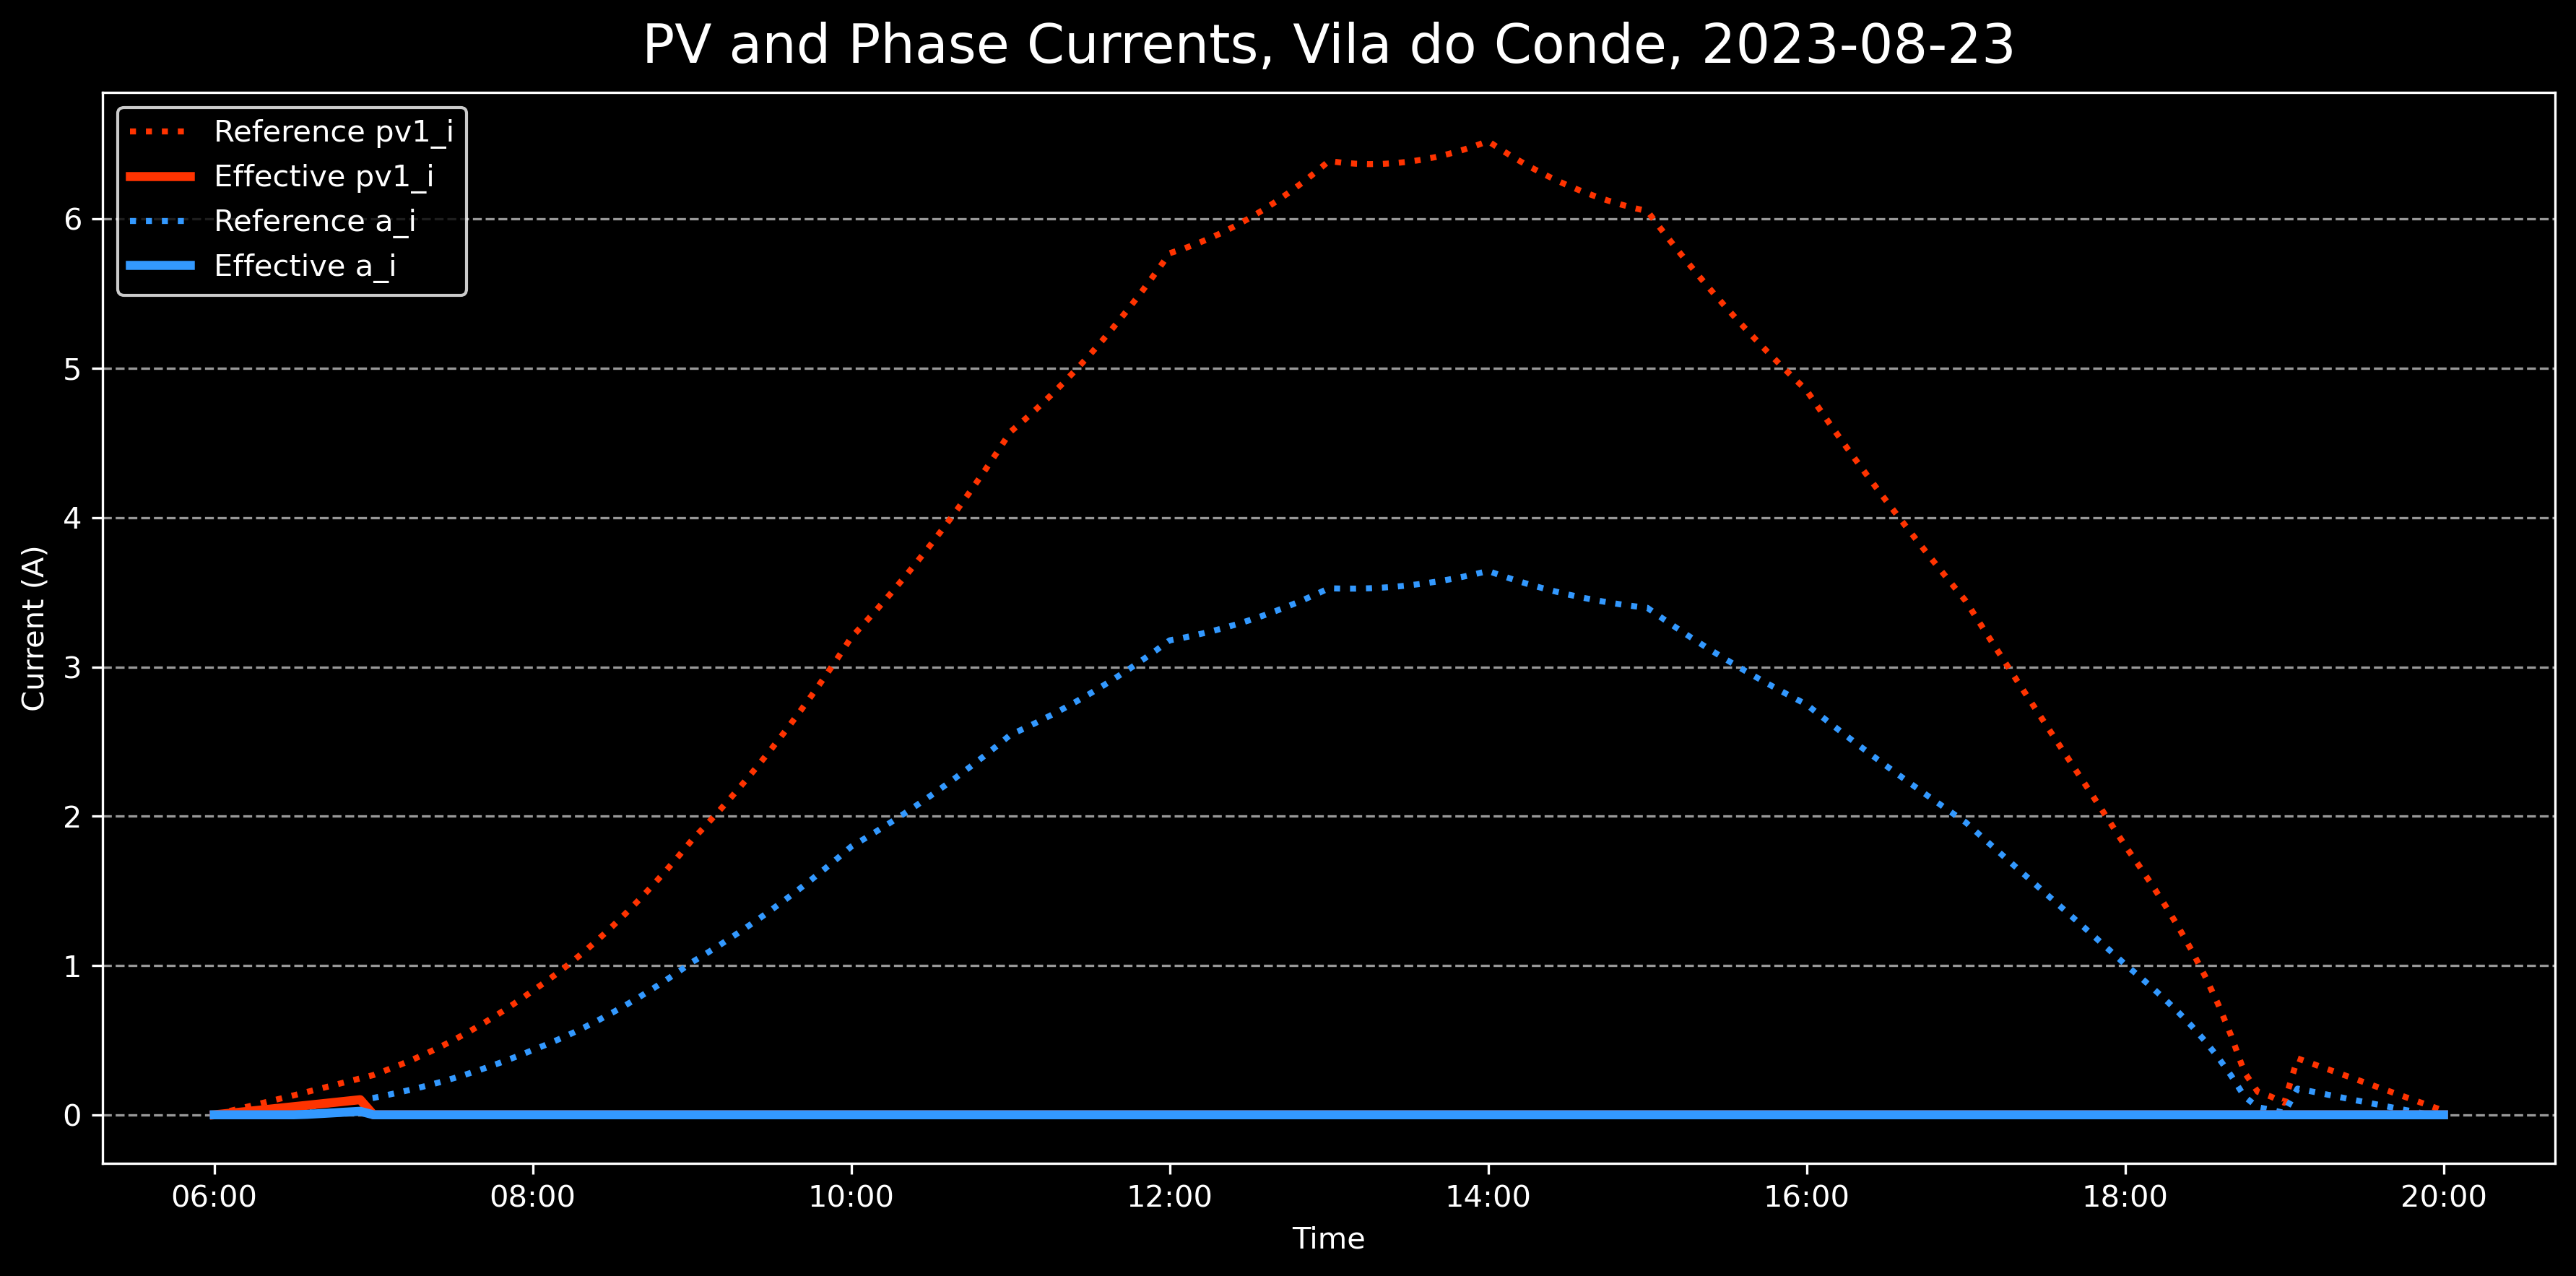 PV and Phase Currents, Vila do Conde, 2023-08-23
Reference pv1_i
Effective pv1_i
Reference a_i
Effective a_i
6
5
4
3
2
1
0
Current (A)
06:00 08:00 10:00 12:00 14:00 16:00 18:00 20:00
Time